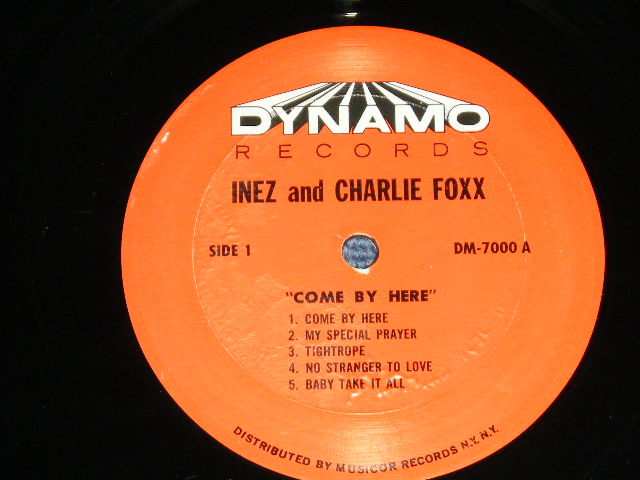 DYNAMO
RECORDS
INEZ and CHARLIE FOXX
SIDE 1
DM-7000 A
"COME BY HERE"
1. COME BY HERE
2. MY SPECIAL PRAYER
3. TIGHTROPE
4. NO STRANGER TO LOVE
5. BABY TAKE IT ALL
DISTRIBUTED BY MUSICOR RECORDS N.Y. N.Y.